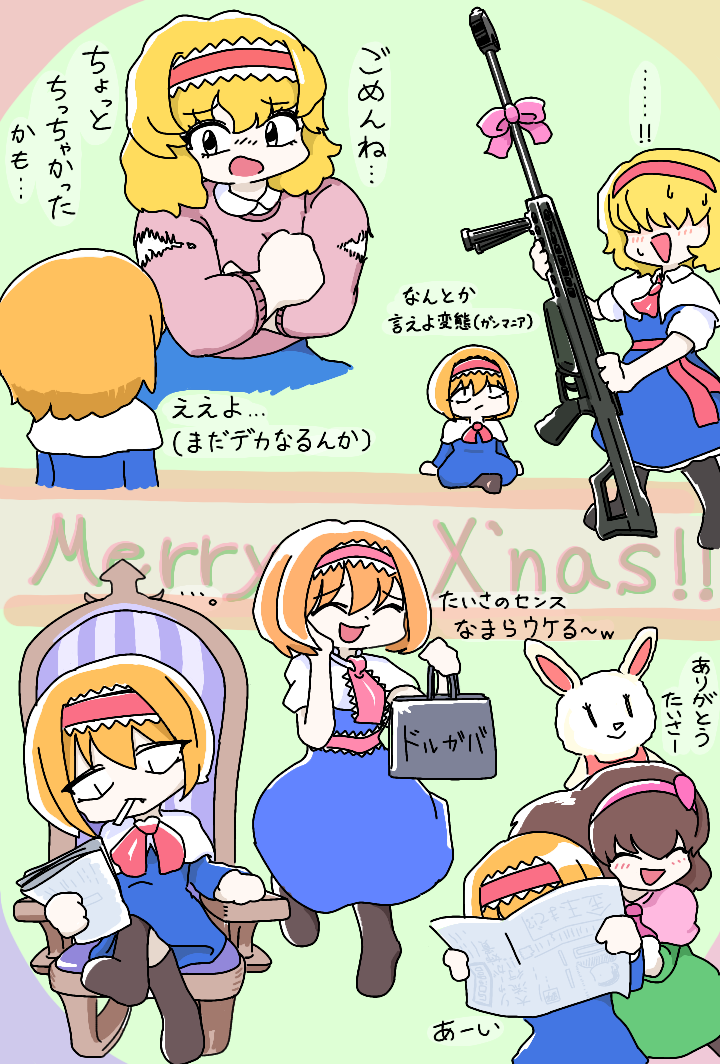 ごめんね…
ちょっと
ちっちゃかった
かも…
……!!
なんとか
言えよ変態(ガンマニア)
ええよ…
(まだデカなるんか)
Merry X'nas!!
….。
たいさのセンス
なまらウケる～w
ドルガバ
ありがとう
たいさー
あーい